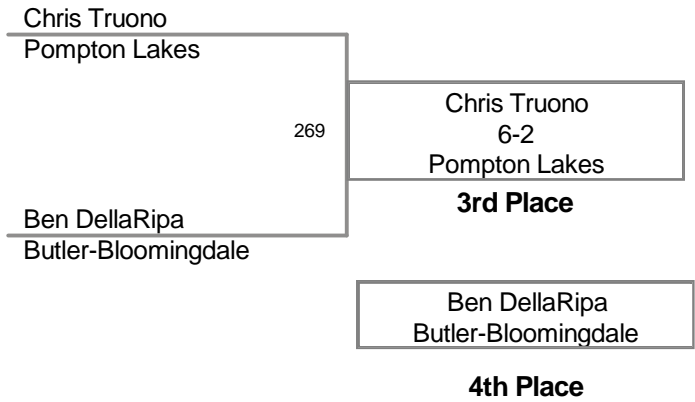 Chris Truono
Pompton Lakes
269
Chris Truono
6-2
Pompton Lakes
3rd Place
Ben DellaRipa
Butler-Bloomingdale
Ben DellaRipa
Butler-Bloomingdale
4th Place